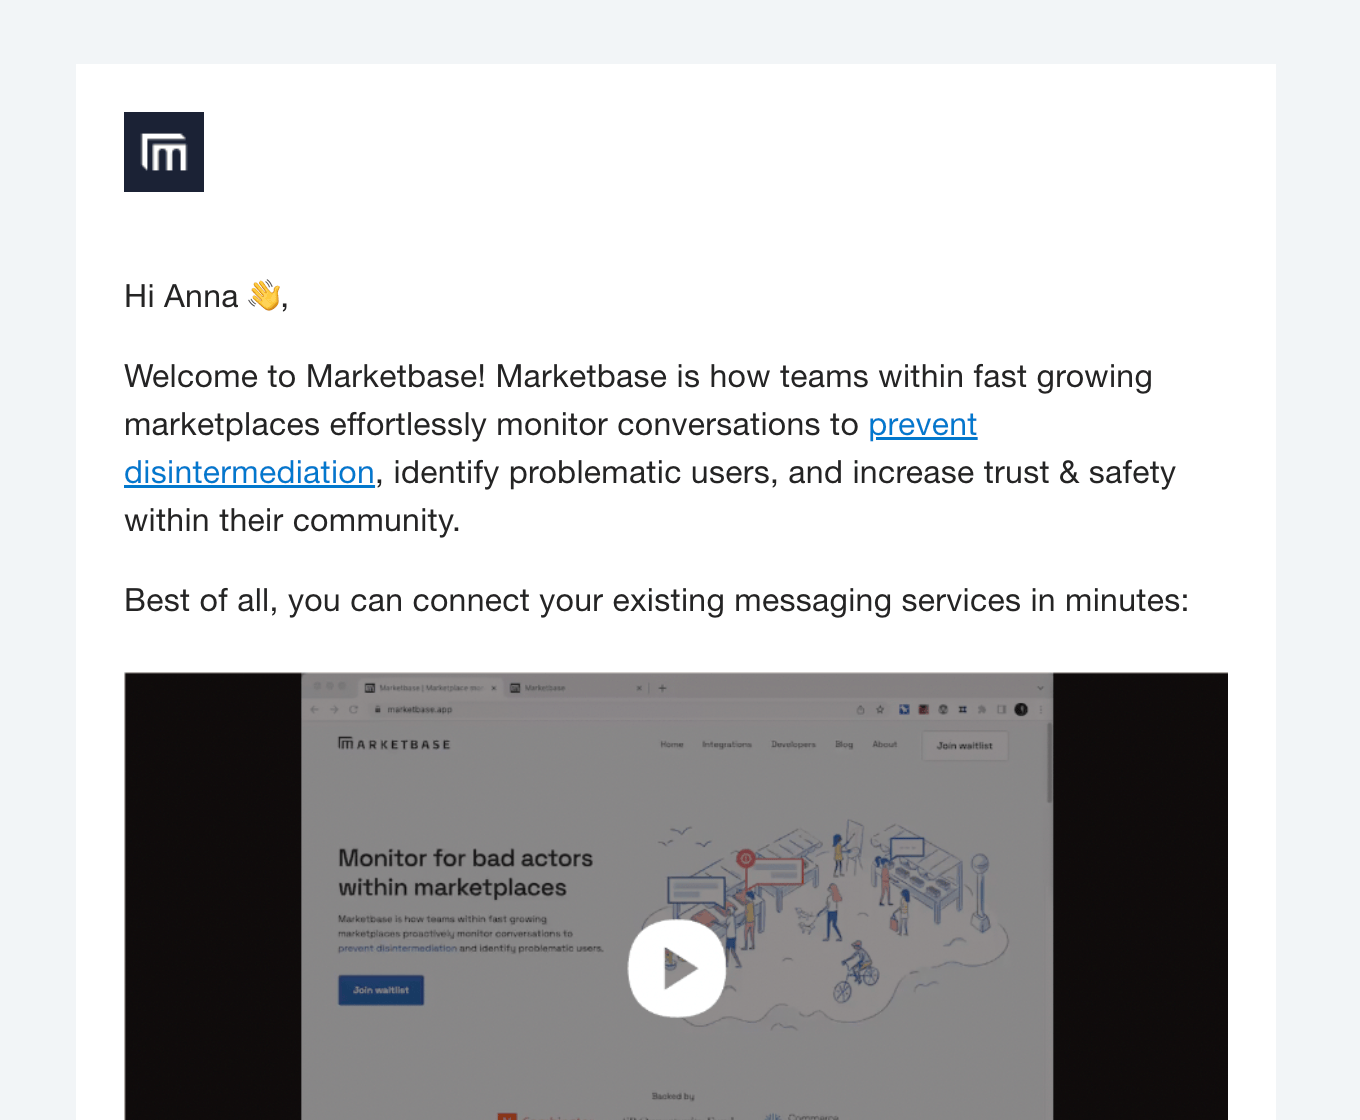 Hi Anna 👋,
Welcome to Marketbase! Marketbase is how teams within fast growing
marketplaces effortlessly monitor conversations to prevent
disintermediation, identify problematic users, and increase trust & safety
within their community.
Best of all, you can connect your existing messaging services in minutes:
Marketbase | Marketplace
Marketbase
marketbase.app
MARKETBASE
Home Integrations Developers Blog About Join waitlist
Monitor for bad actors
within marketplaces
Marketbase is how teams within fast growing
marketplaces proactively monitor conversations to
prevent disintermediation and identify problematic users.
Join waitlist
Backed by
Commerce